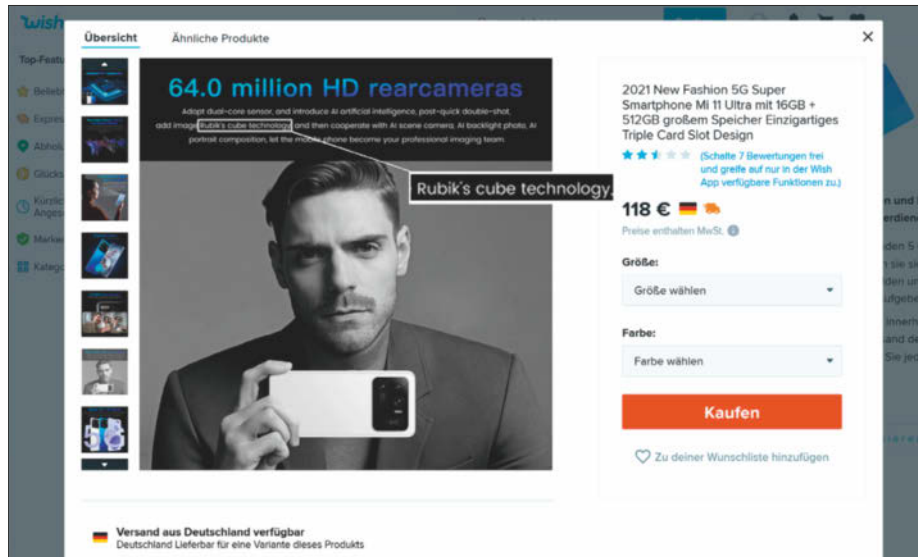 wish
Übersicht
Ähnliche Produkte
Top-Featu
Beliebt
Expres
Abholu
Glücks
Kürzlic
Anges
Marke
Katego
64.0 million HD rearcameras
Adopt dual-core sensor, and introduce AI artificial intelligence, post-quick double-shot,
add image Rubik's cube technology, and then cooperate with AI scene camera, AI backlight photo, AI
portrait composition, let the mobile phone become your professional imaging team.
Rubik's cube technology,
2021 New Fashion 5G Super
Smartphone Mi 11 Ultra mit 16GB +
512GB großem Speicher Einzigartiges
Triple Card Slot Design
(Schalte 7 Bewertungen frei
und greife auf nur in der Wish
App verfügbare Funktionen zu.)
118 €
Preise enthalten MwSt.
Größe:
Größe wählen
Farbe:
Farbe wählen
Kaufen
Zu deiner Wunschliste hinzufügen
Versand aus Deutschland verfügbar
Deutschland Lieferbar für eine Variante dieses Produkts